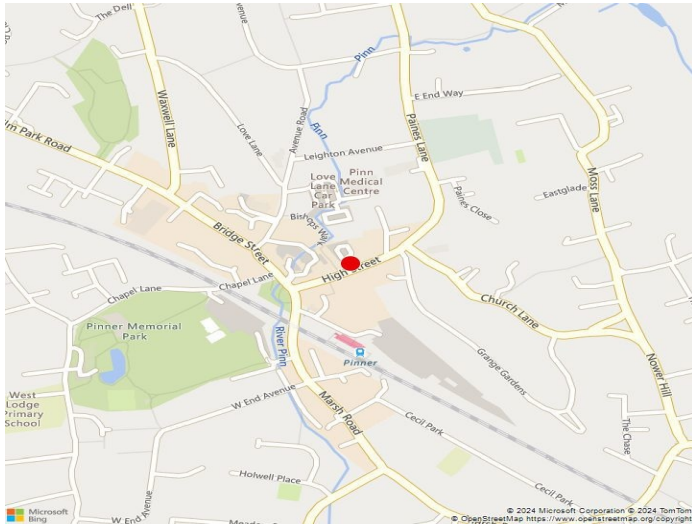 The Dell
Pinn
Waxwell Lane
Love Lane
Avenue Road
Pinn
E End Way
Paines Lane
lm Park Road
Leighton Avenue
Moss Lane
Love
Lane
Car
Park
Pinn
Medical
Centre
Eastglade
Paines Close
Bishops Way
Bridge Street
High Street
Chapel Lane
Chapel Lane
Church Lane
Pinner Memorial
Park
River Pinn
Pinner
Grange Gardens
Nower Hill
West
Lodge
Primary
School
W End Avenue
Marsh Road
Cecil Park
The Chase
Holwell Place
Cecil Park
W End Avenue
Microsoft
Bing
© 2024 Microsoft Corporation © 2024 TomTom
© OpenStreetMap https://www.openstreetmap.org/copyright